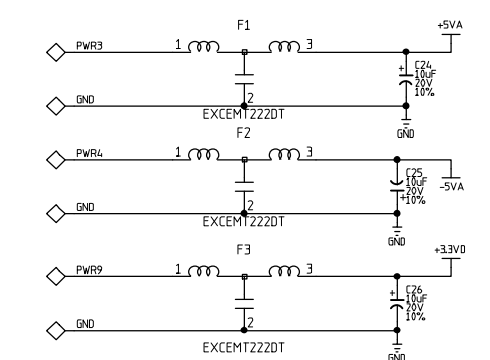 F1
+5VA
PWR3
1
3
+
C24
10uF
20V
10%
GND
2
EXCEMT222DT
GND
F2
PWR4
1
3
C25
10uF
20V
+
10%
-5VA
GND
2
EXCEMT222DT
GND
F3
+3.3VD
PWR9
1
3
+
C26
10uF
20V
10%
GND
2
EXCEMT222DT
GND